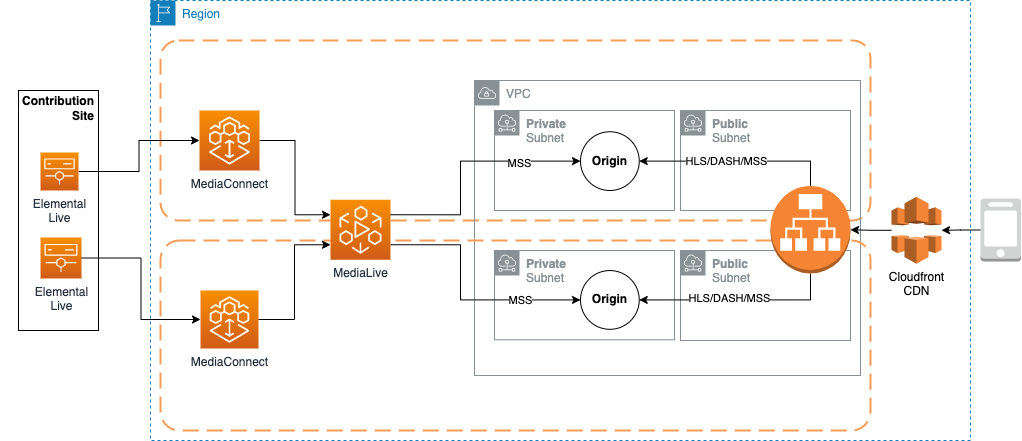 Region
Contribution
Site
Elemental
Live
Elemental
Live
MediaConnect
MediaConnect
MediaLive
VPC
Private
Subnet
MSS
Origin
Public
Subnet
HLS/DASH/MSS
Private
Subnet
MSS
Origin
Public
Subnet
HLS/DASH/MSS
Cloudfront
CDN